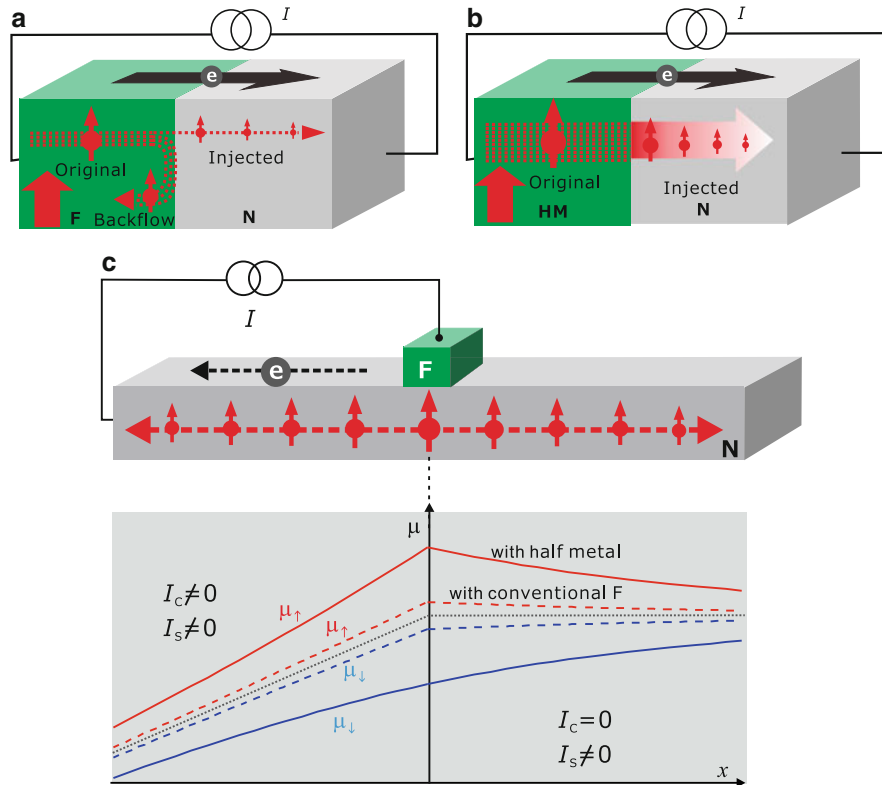 a
I
e
Original
Injected
F
Backflow
N
b
I
e
Original
Injected
HM
N
c
I
e
F
N
μ
with half metal
with conventional F
I_C≠0
I_S≠0
μ↑
μ↑
μ↓
μ↓
I_C=0
I_S≠0
x